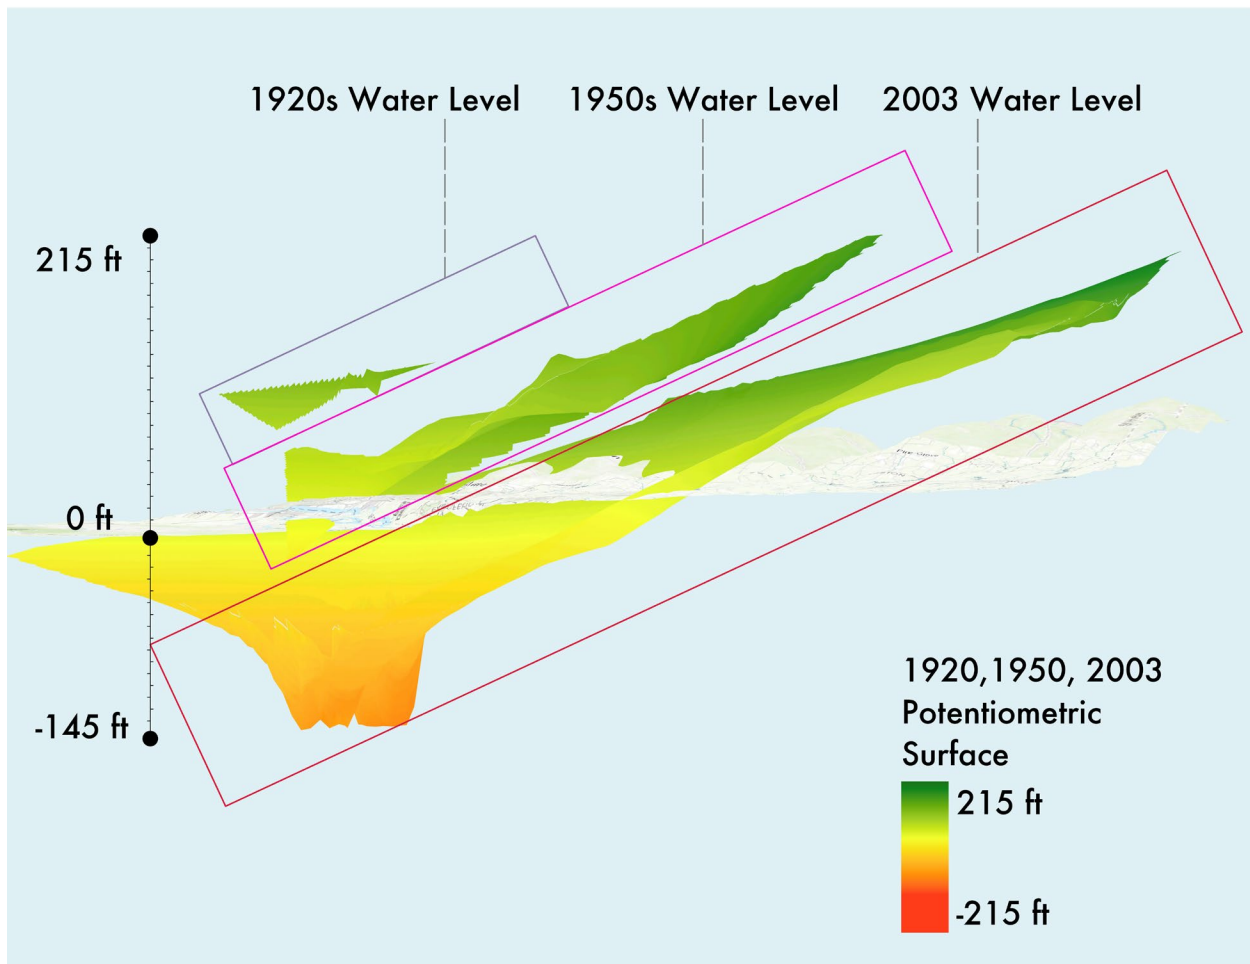 1920s Water Level
1950s Water Level
2003 Water Level
215 ft
0 ft
-145 ft
1920,1950, 2003
Potentiometric
Surface
215 ft
-215 ft